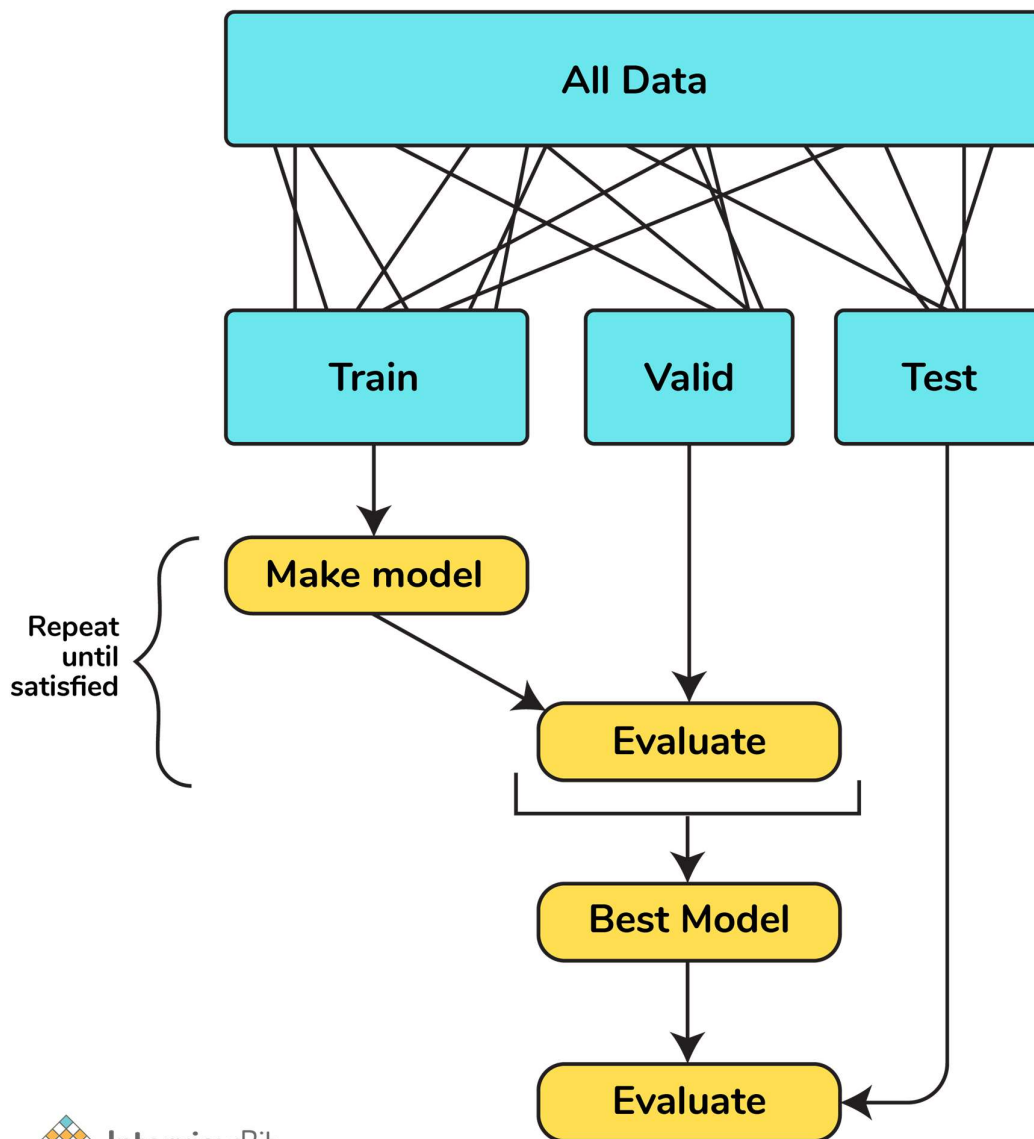 All Data
Train
Valid
Test
Make model
Repeat
until
satisfied
Evaluate
Best Model
Evaluate